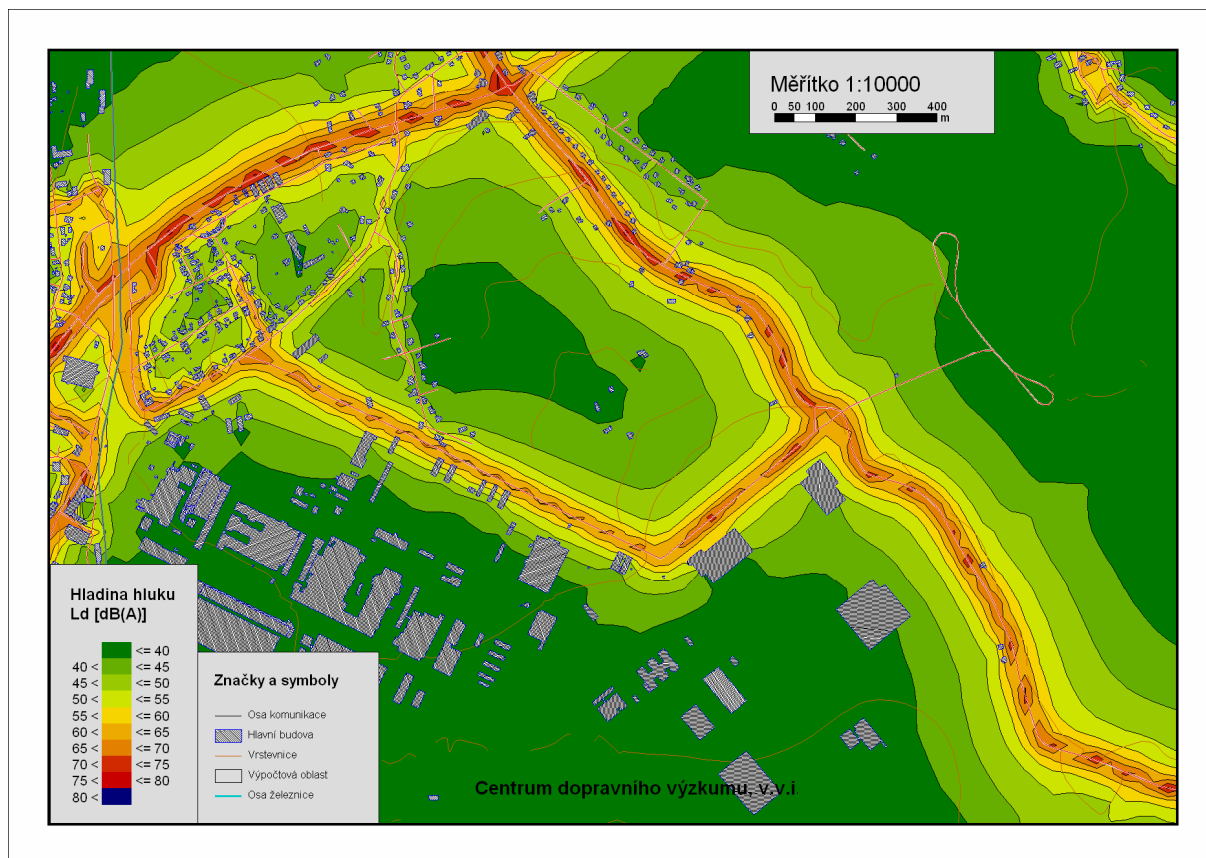 Měřítko 1:10000
0 50 100 200 300 400
m
Hladina hluku
Ld [dB(A)]
<= 40
40 < <= 45
45 < <= 50
50 < <= 55
55 < <= 60
60 < <= 65
65 < <= 70
70 < <= 75
75 < <= 80
80 <
Značky a symboly
Osa komunikace
Hlavní budova
Vrstevnice
Výpočtová oblast
Osa železnice
Centrum dopravního výzkumu, v.v.i